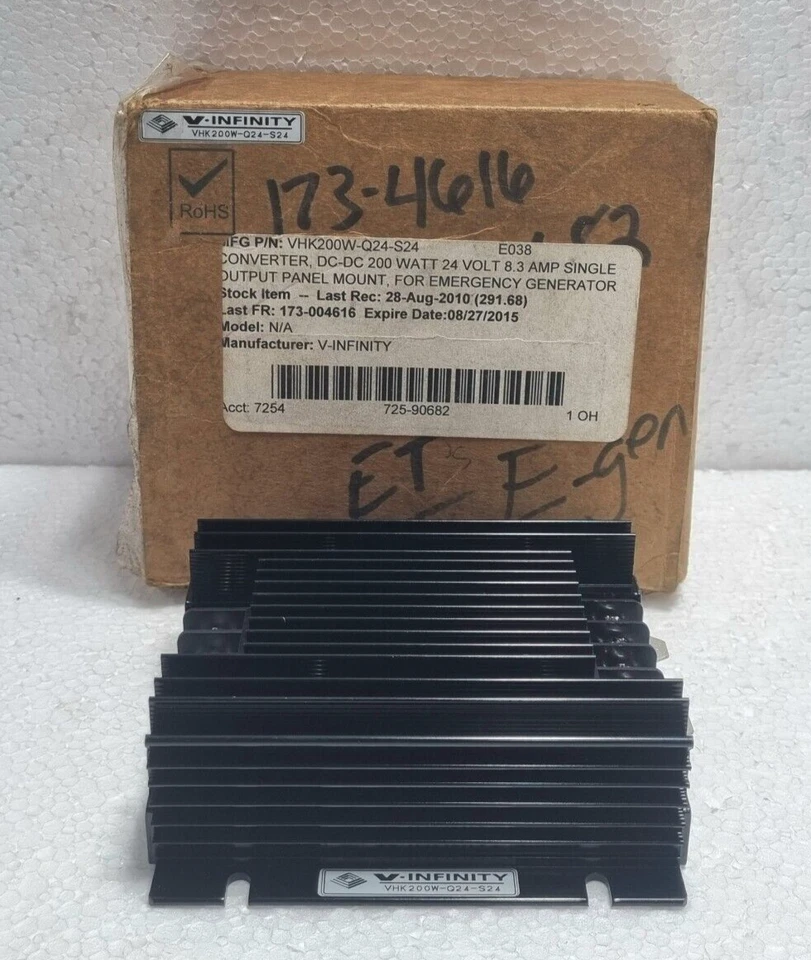 V-INFINITY
VHK200W-Q24-S24
RoHS
173-4616
MFG P/N: VHK200W-Q24-S24 E038
CONVERTER, DC-DC 200 WATT 24 VOLT 8.3 AMP SINGLE
OUTPUT PANEL MOUNT, FOR EMERGENCY GENERATOR
Stock Item -- Last Rec: 28-Aug-2010 (291.68)
Last FR: 173-004616 Expire Date:08/27/2015
Model: N/A
Manufacturer: V-INFINITY
Acct: 7254 725-90682 1 OH
ET's E-gen
V-INFINITY
VHK200W-Q24-S24